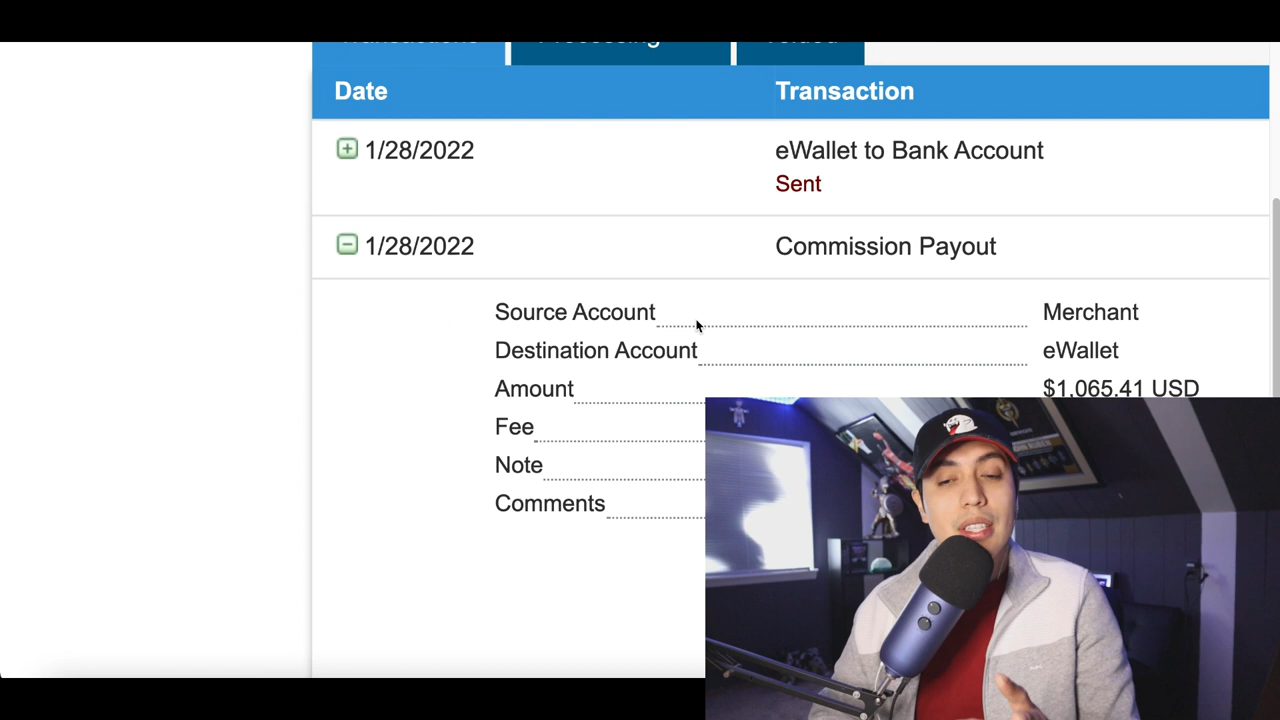 Date Transaction
1/28/2022 eWallet to Bank Account
Sent
1/28/2022 Commission Payout
Source Account Merchant
Destination Account eWallet
Amount $1,065.41 USD
Fee
Note
Comments